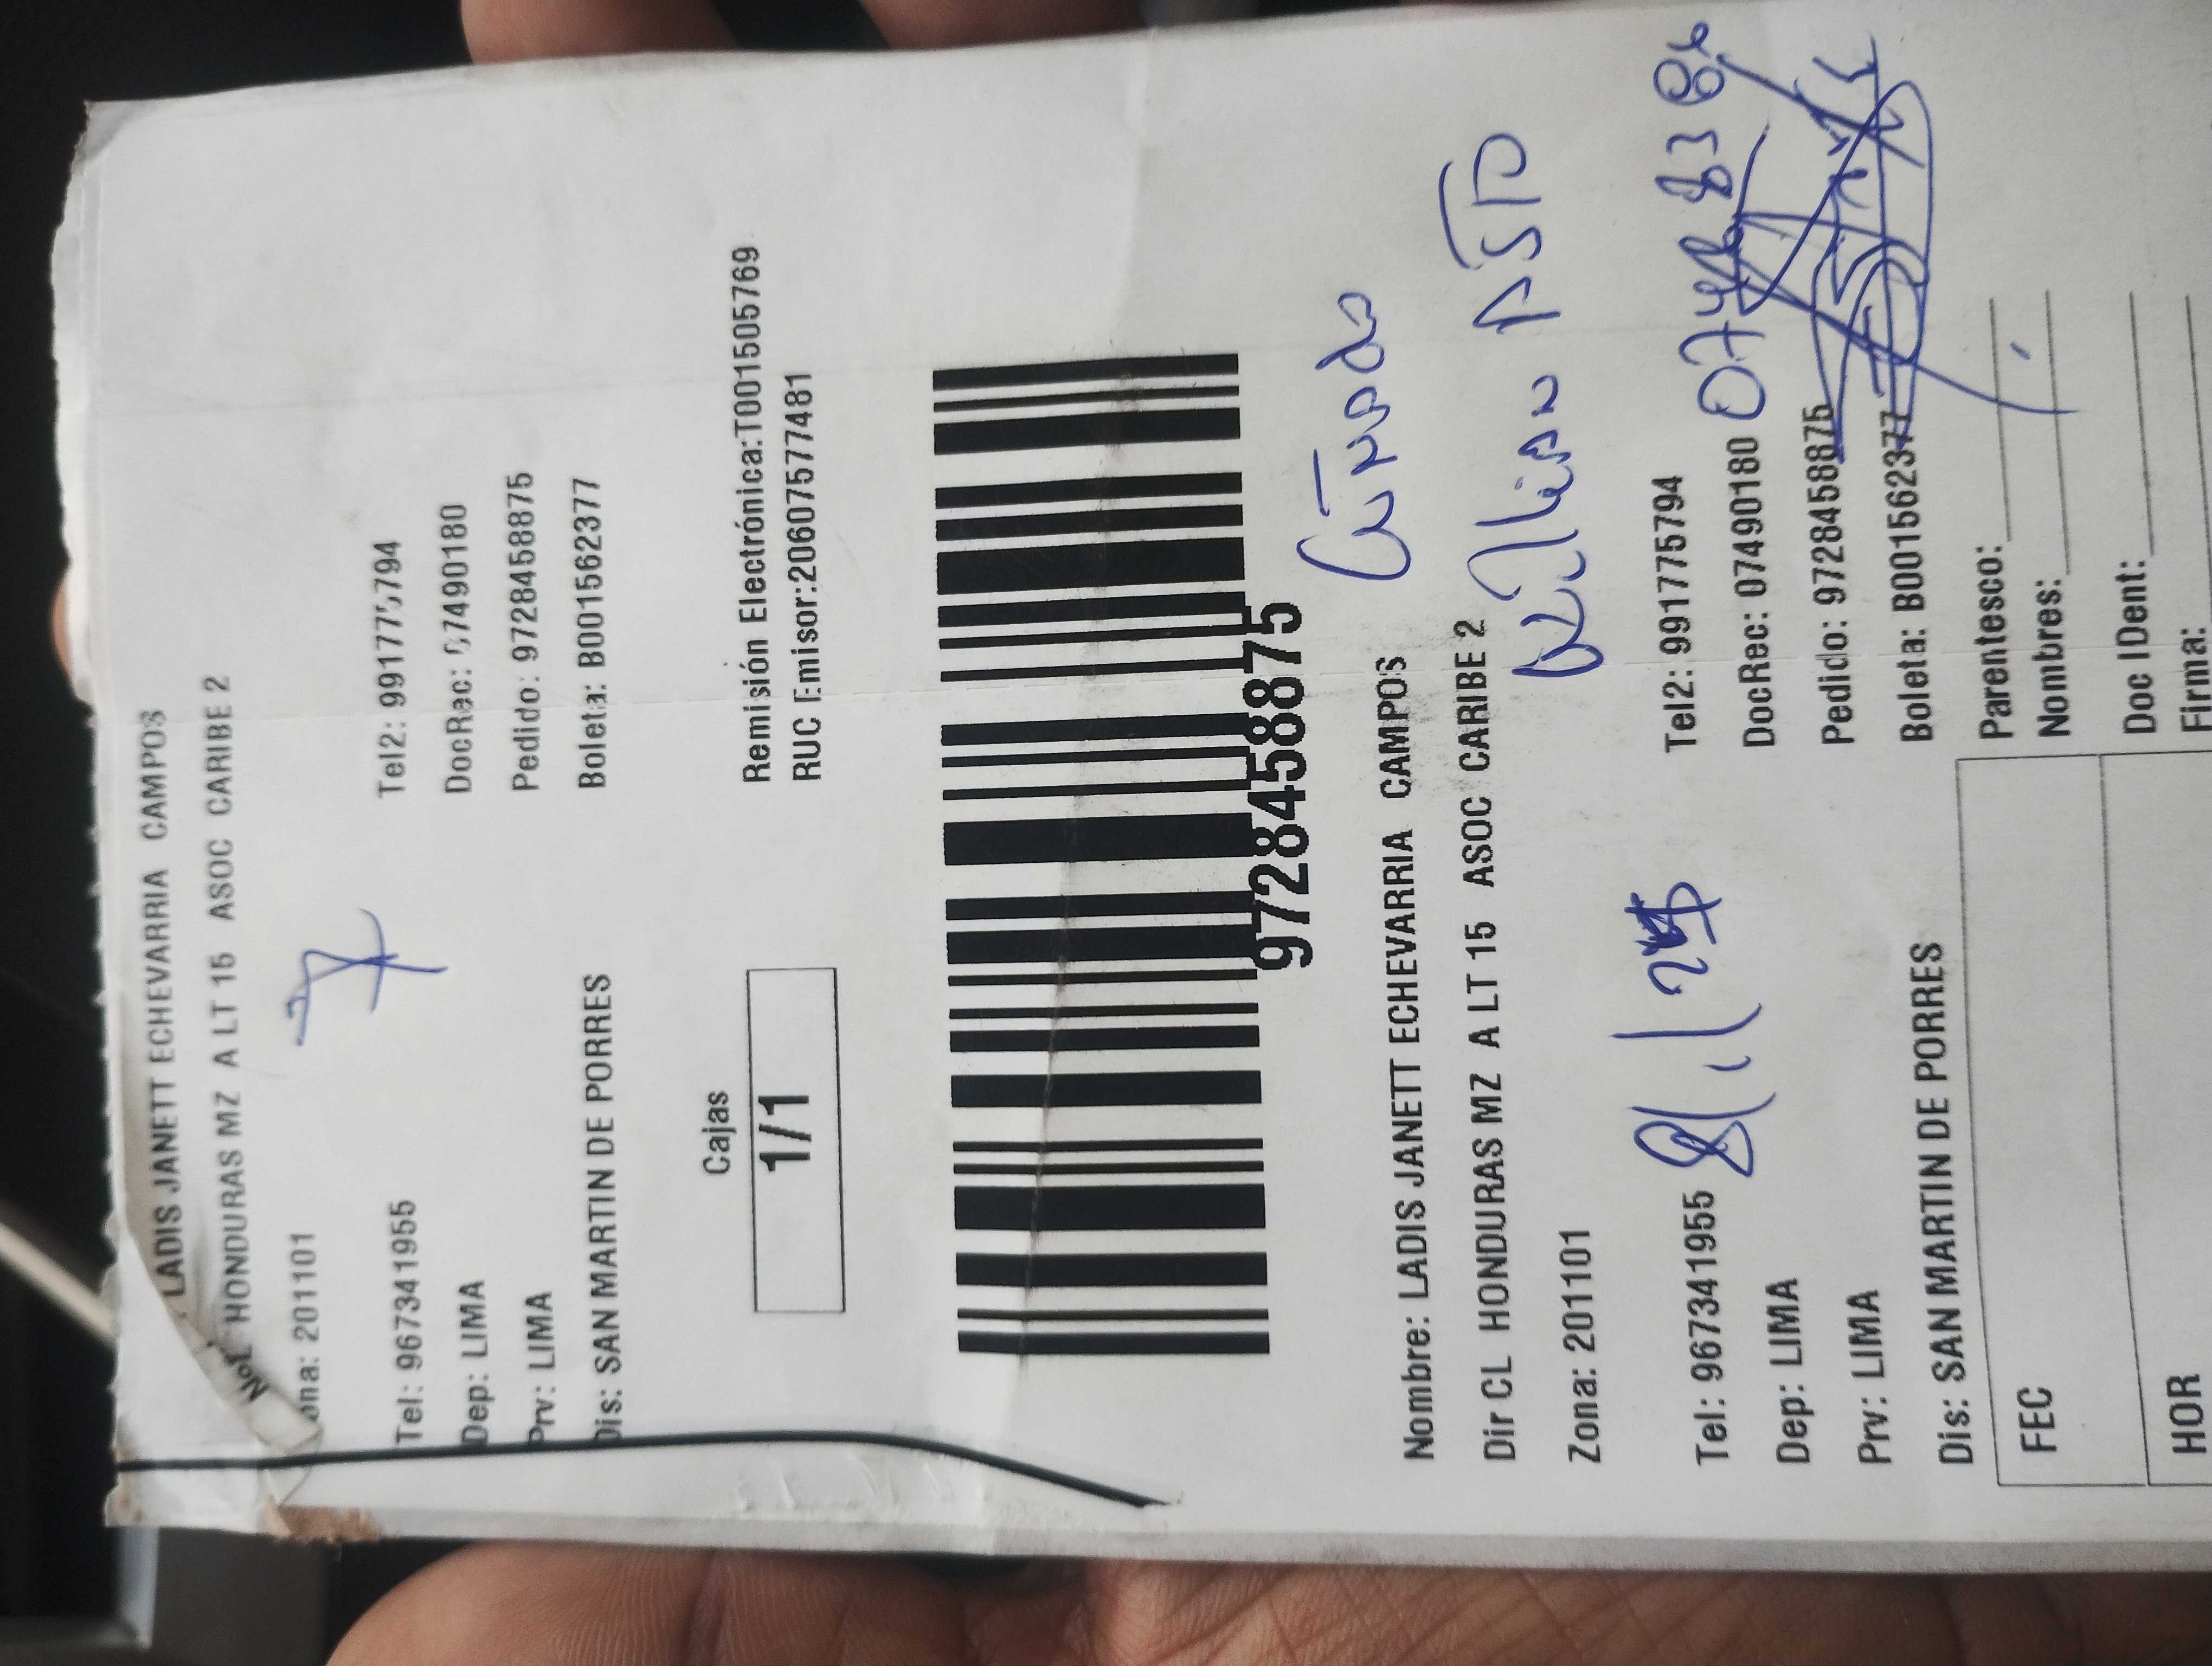 LADIS JANETT ECHEVARRIA CAMPOS
HONDURAS MZ A LT 15 ASOC CARIBE 2
ona: 201101
Tel: 967341955 Tel2: 991775794
Dep: LIMA DocRec: 07490180
Prv: LIMA Pedido: 9728458875
Dis: SAN MARTIN DE PORRES Boleta: B001562377
Cajas
1/1
Remisión Electrónica:T001505769
RUC Emisor:20607577481
9728458875
Nombre: LADIS JANETT ECHEVARRIA CAMPOS
Dir CL HONDURAS MZ A LT 15 ASOC CARIBE 2
Zona: 201101
Tel: 967341955 Tel2: 991775794
Dep: LIMA DocRec: 07490180
Prv: LIMA Pedido: 9728458875
Dis: SAN MARTIN DE PORRES Boleta: B001562377
FEC
HOR
Parentesco:
Nombres:
Doc IDent:
Firma: